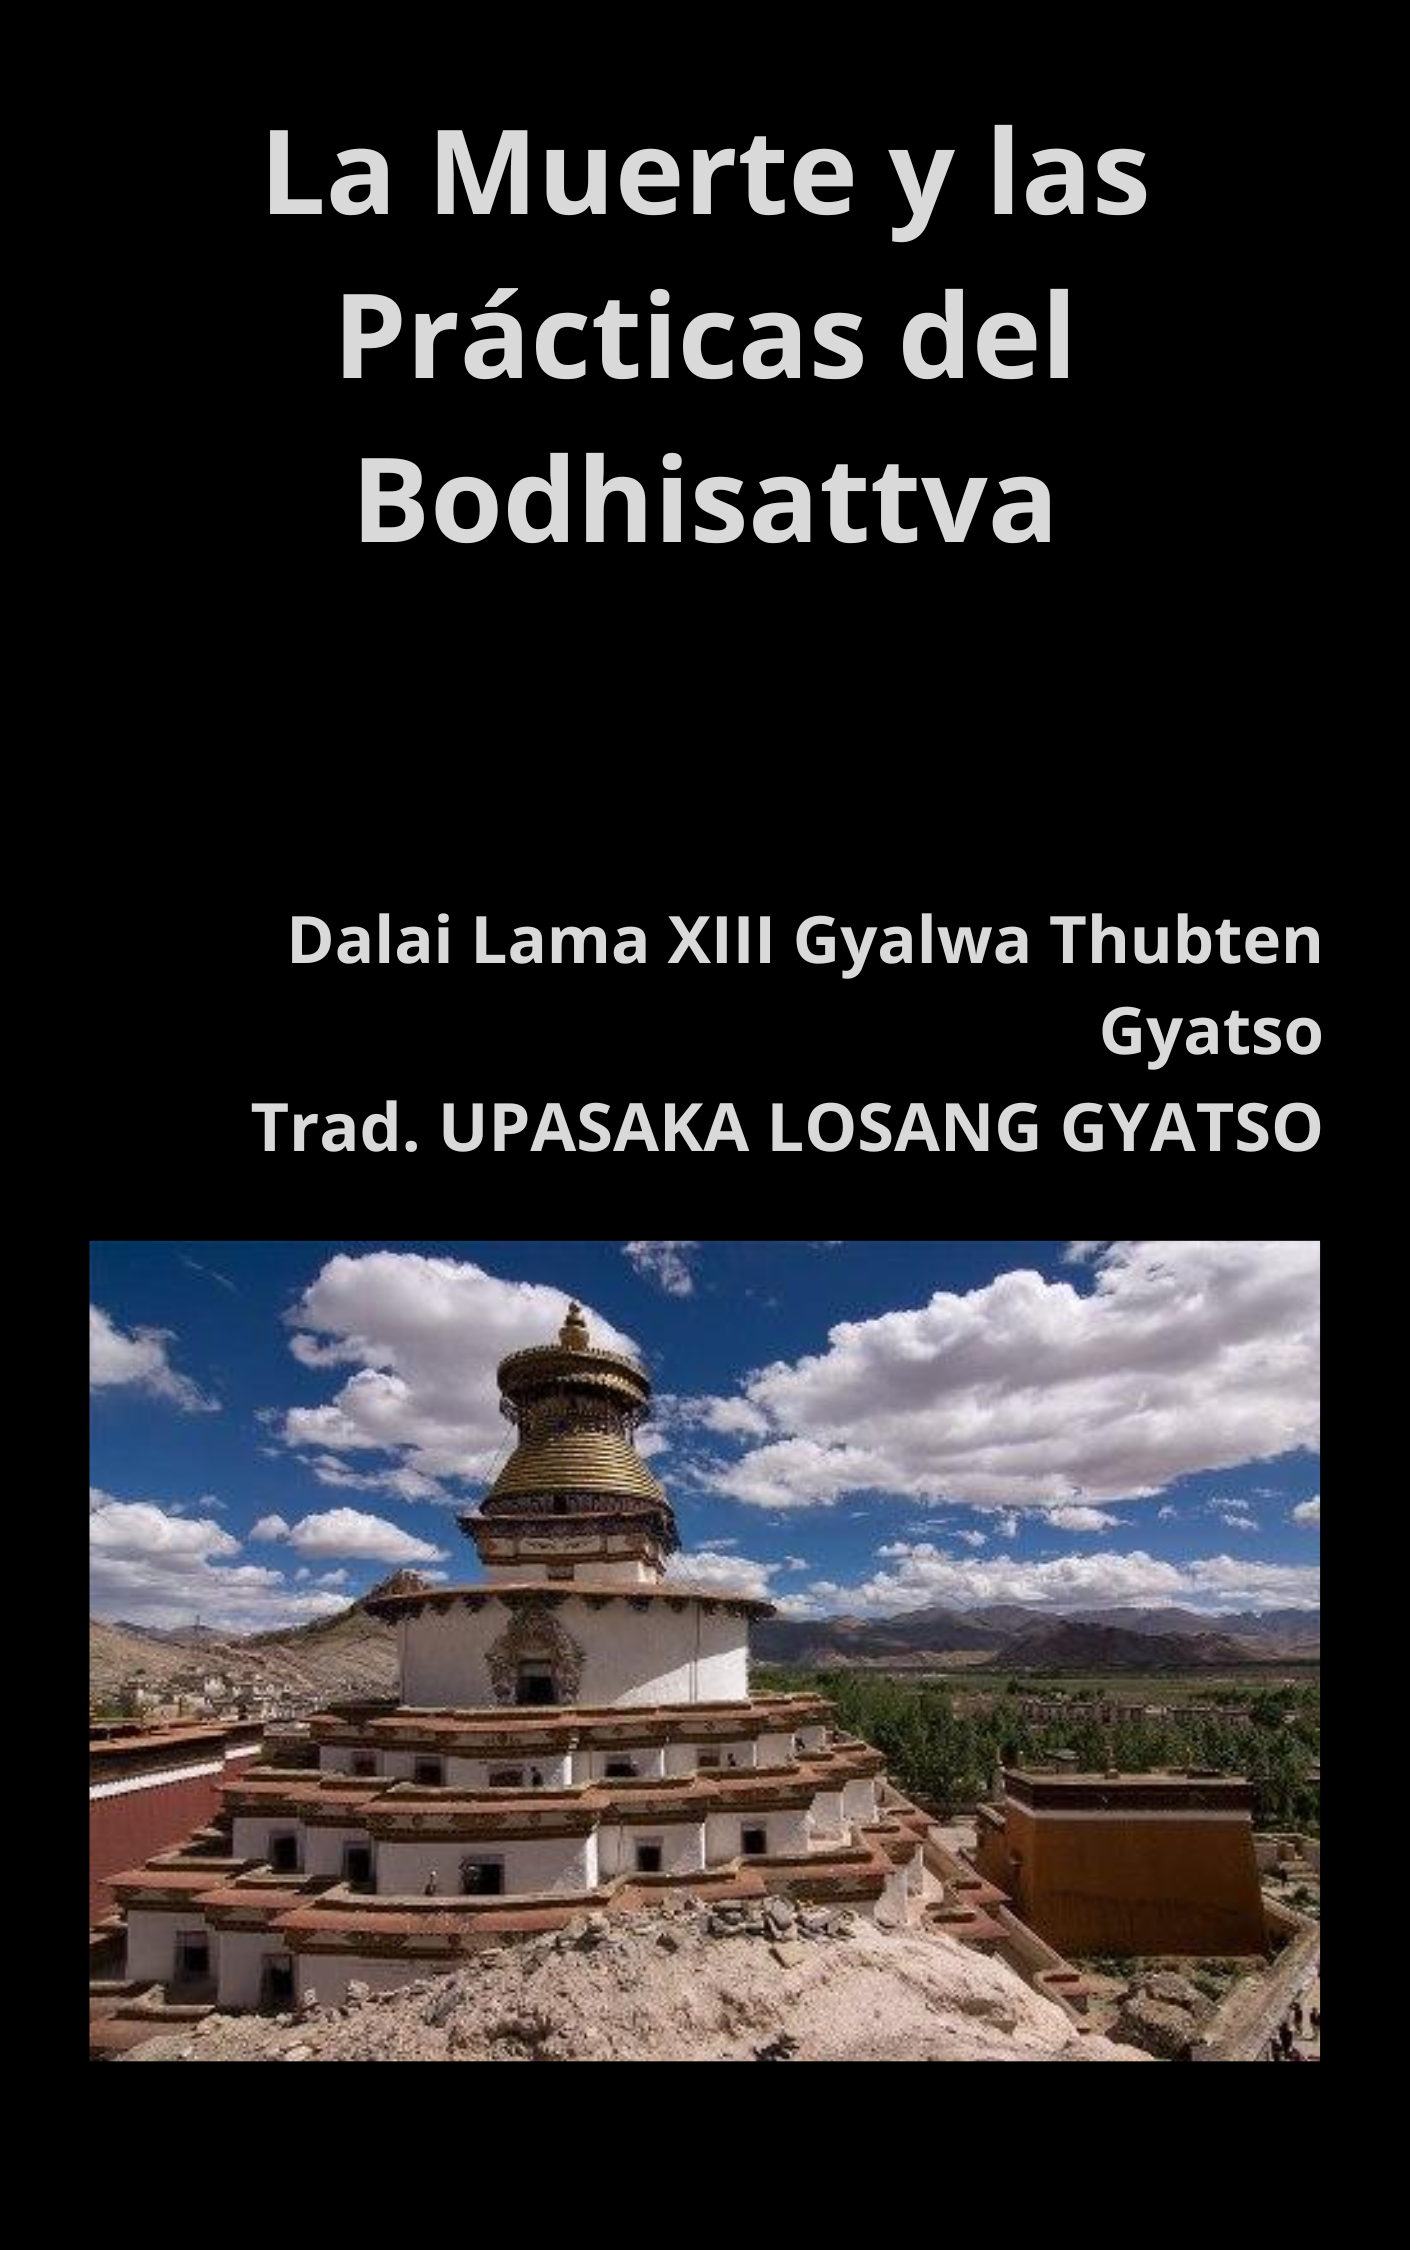 La Muerte y las
Prácticas del
Bodhisattva
Dalai Lama XIII Gyalwa Thubten
Gyatso
Trad. UPASAKA LOSANG GYATSO